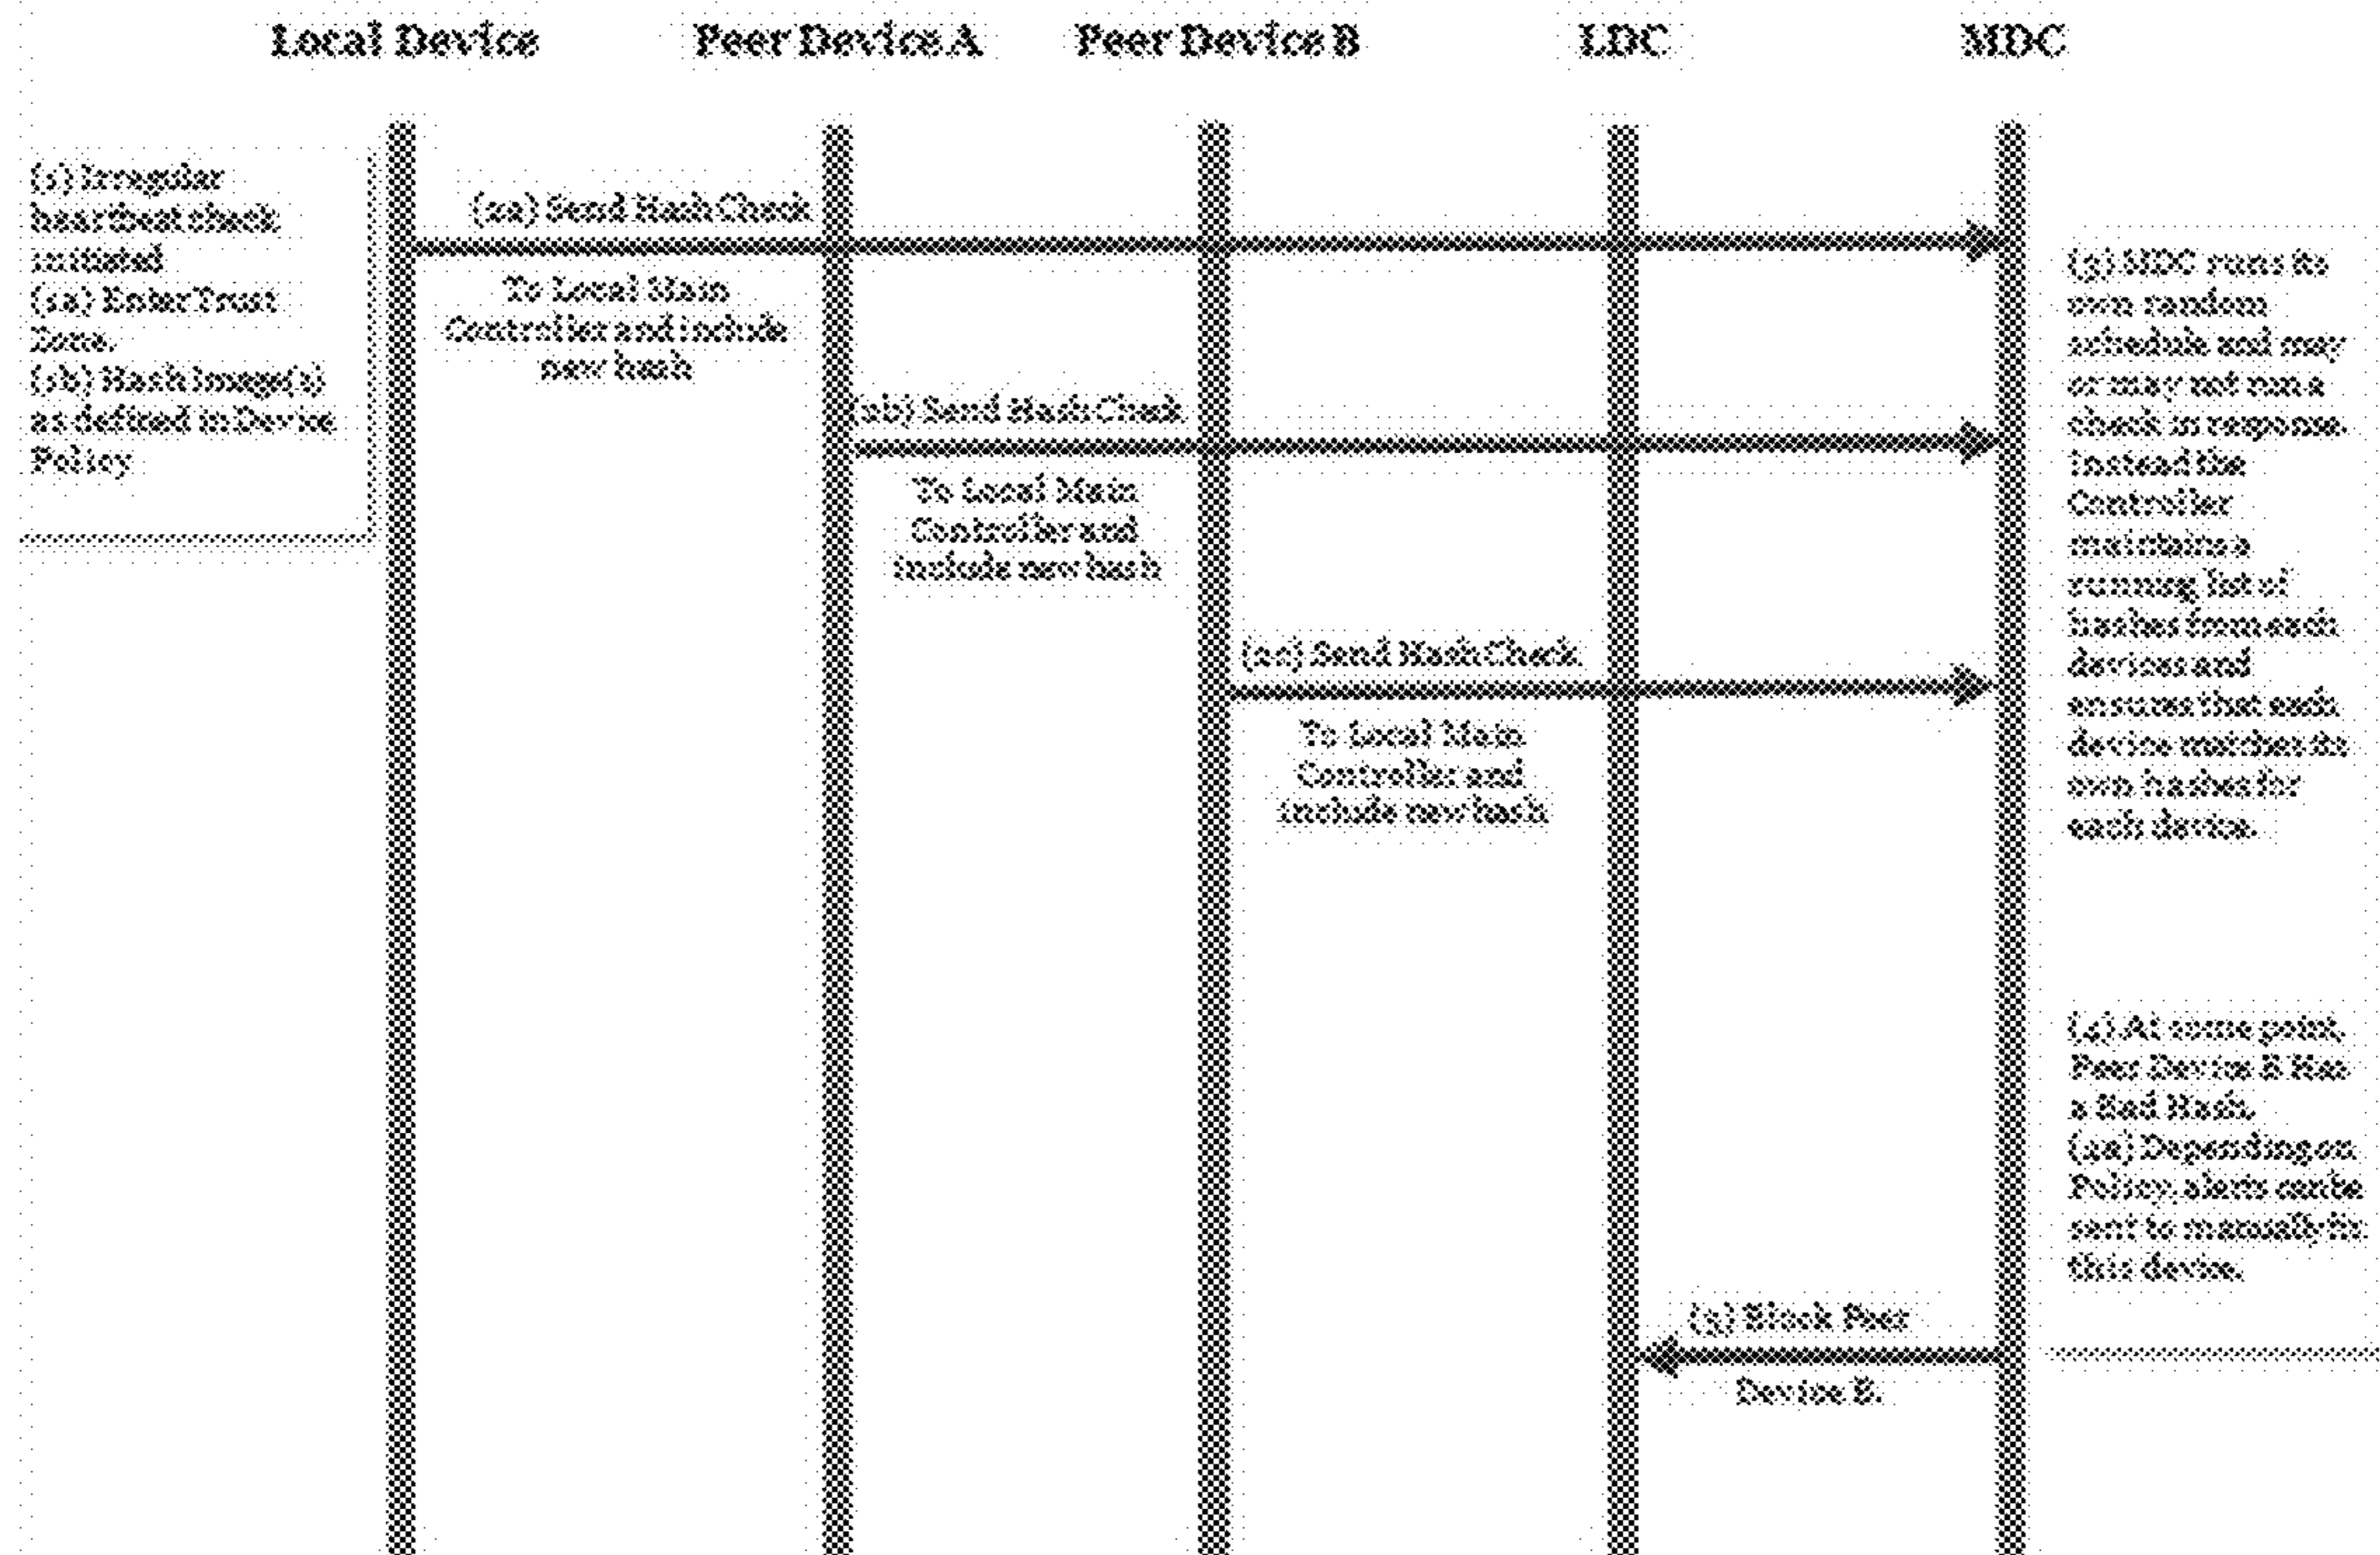 Local Device
Peer Device A
Peer Device B
LDC
MDC
(1) Irregular
heartbeat check
initiated
(1a) Enter Trust
Zone.
(1b) Hash Image(s)
as defined in Device
Policy
(2a) Send Hash Check
To Local Main
Controller and include
new hash
(2b) Send Hash Check
To Local Main
Controller and
include new hash
(2c) Send Hash Check
To Local Main
Controller and
include new hash
(3) MDC runs its
own random
schedule and may
or may not run a
check in response.
Instead the
Controller
maintains a
running list of
hashes from each
devices and
ensures that each
device matches its
own hashes for
each device.
(4) At some point,
Peer Device B Has
a Bad Hash.
Depending on
Policy, alerts can be
sent to manually fix
this device.
(5) Block Peer
Device B.